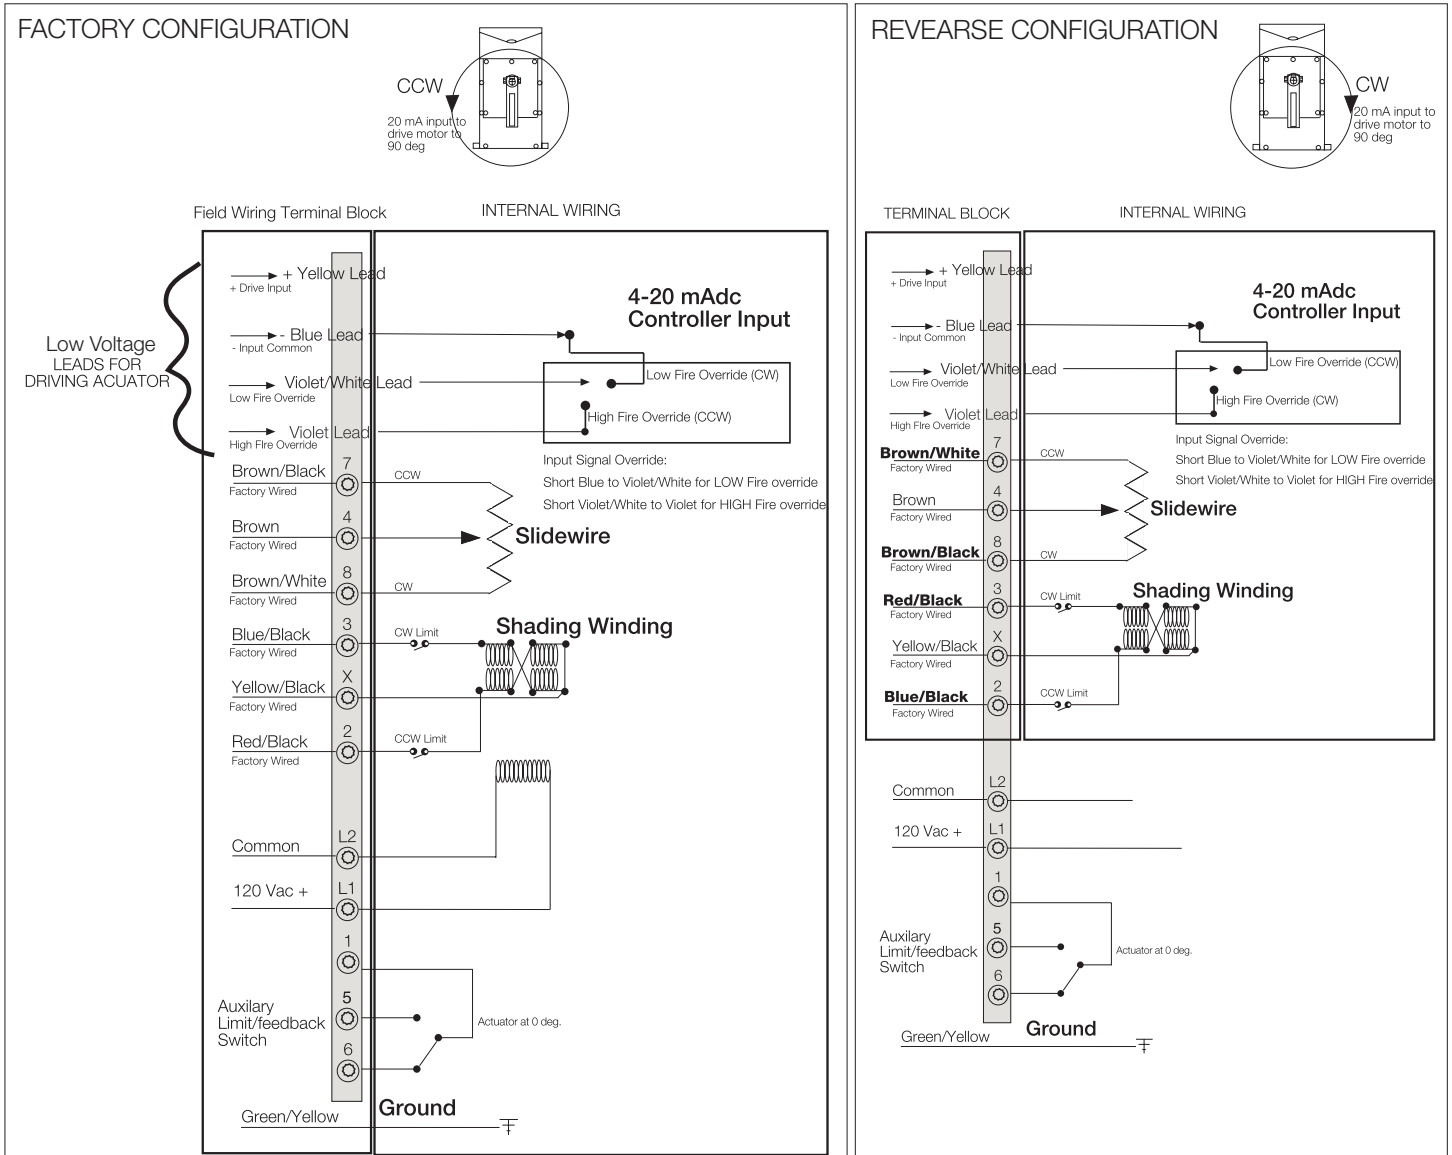 FACTORY CONFIGURATION
CCW
20 mA input to
drive motor to
90 deg
Field Wiring Terminal Block
INTERNAL WIRING
Low Voltage
LEADS FOR
DRIVING ACUATOR
+ Yellow Lead
+ Drive Input
- Blue Lead
- Input Common
Violet/White Lead
Low Fire Override
Violet Lead
High FIre Override
4-20 mAdc
Controller Input
Low Fire Override (CW)
High Fire Override (CCW)
Input Signal Override:
Short Blue to Violet/White for LOW Fire override
Short Violet/White to Violet for HIGH Fire override
Brown/Black
Factory Wired
7
CCW
Brown
Factory Wired
4
Slidewire
Brown/White
Factory Wired
8
CW
Blue/Black
Factory Wired
3
CW Limit
Shading Winding
Yellow/Black
Factory Wired
X
Red/Black
Factory Wired
2
CCW Limit
Common
L2
120 Vac +
L1
1
Auxilary
Limit/feedback
Switch
5
6
Actuator at 0 deg.
Green/Yellow
Ground
REVEARSE CONFIGURATION
CW
20 mA input to
drive motor to
90 deg
TERMINAL BLOCK
INTERNAL WIRING
+ Yellow Lead
+ Drive Input
- Blue Lead
- Input Common
Violet/White Lead
Low Fire Override
Violet Lead
High FIre Override
4-20 mAdc
Controller Input
Low Fire Override (CCW)
High Fire Override (CW)
Input Signal Override:
Short Blue to Violet/White for LOW Fire override
Short Violet/White to Violet for HIGH Fire override
Brown/White
Factory Wired
7
CCW
Brown
Factory Wired
4
Slidewire
Brown/Black
Factory Wired
8
CW
Red/Black
Factory Wired
3
CW Limit
Shading Winding
Yellow/Black
Factory Wired
X
Blue/Black
Factory Wired
2
CCW Limit
Common
L2
120 Vac +
L1
1
Auxilary
Limit/feedback
Switch
5
6
Actuator at 0 deg.
Green/Yellow
Ground